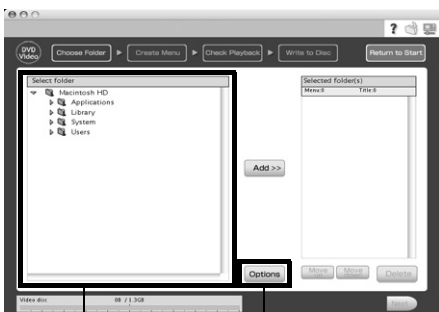 ?
DVD Video Choose Folder Create Menu Check Playback Write to Disc Return to Start
Select folder
Macintosh HD
Applications
Library
System
Users
Add >>
Options
Selected folder(s)
Menu:0 Title:0
Move Move Delete
Video disc 0B / 1.3GB
Next